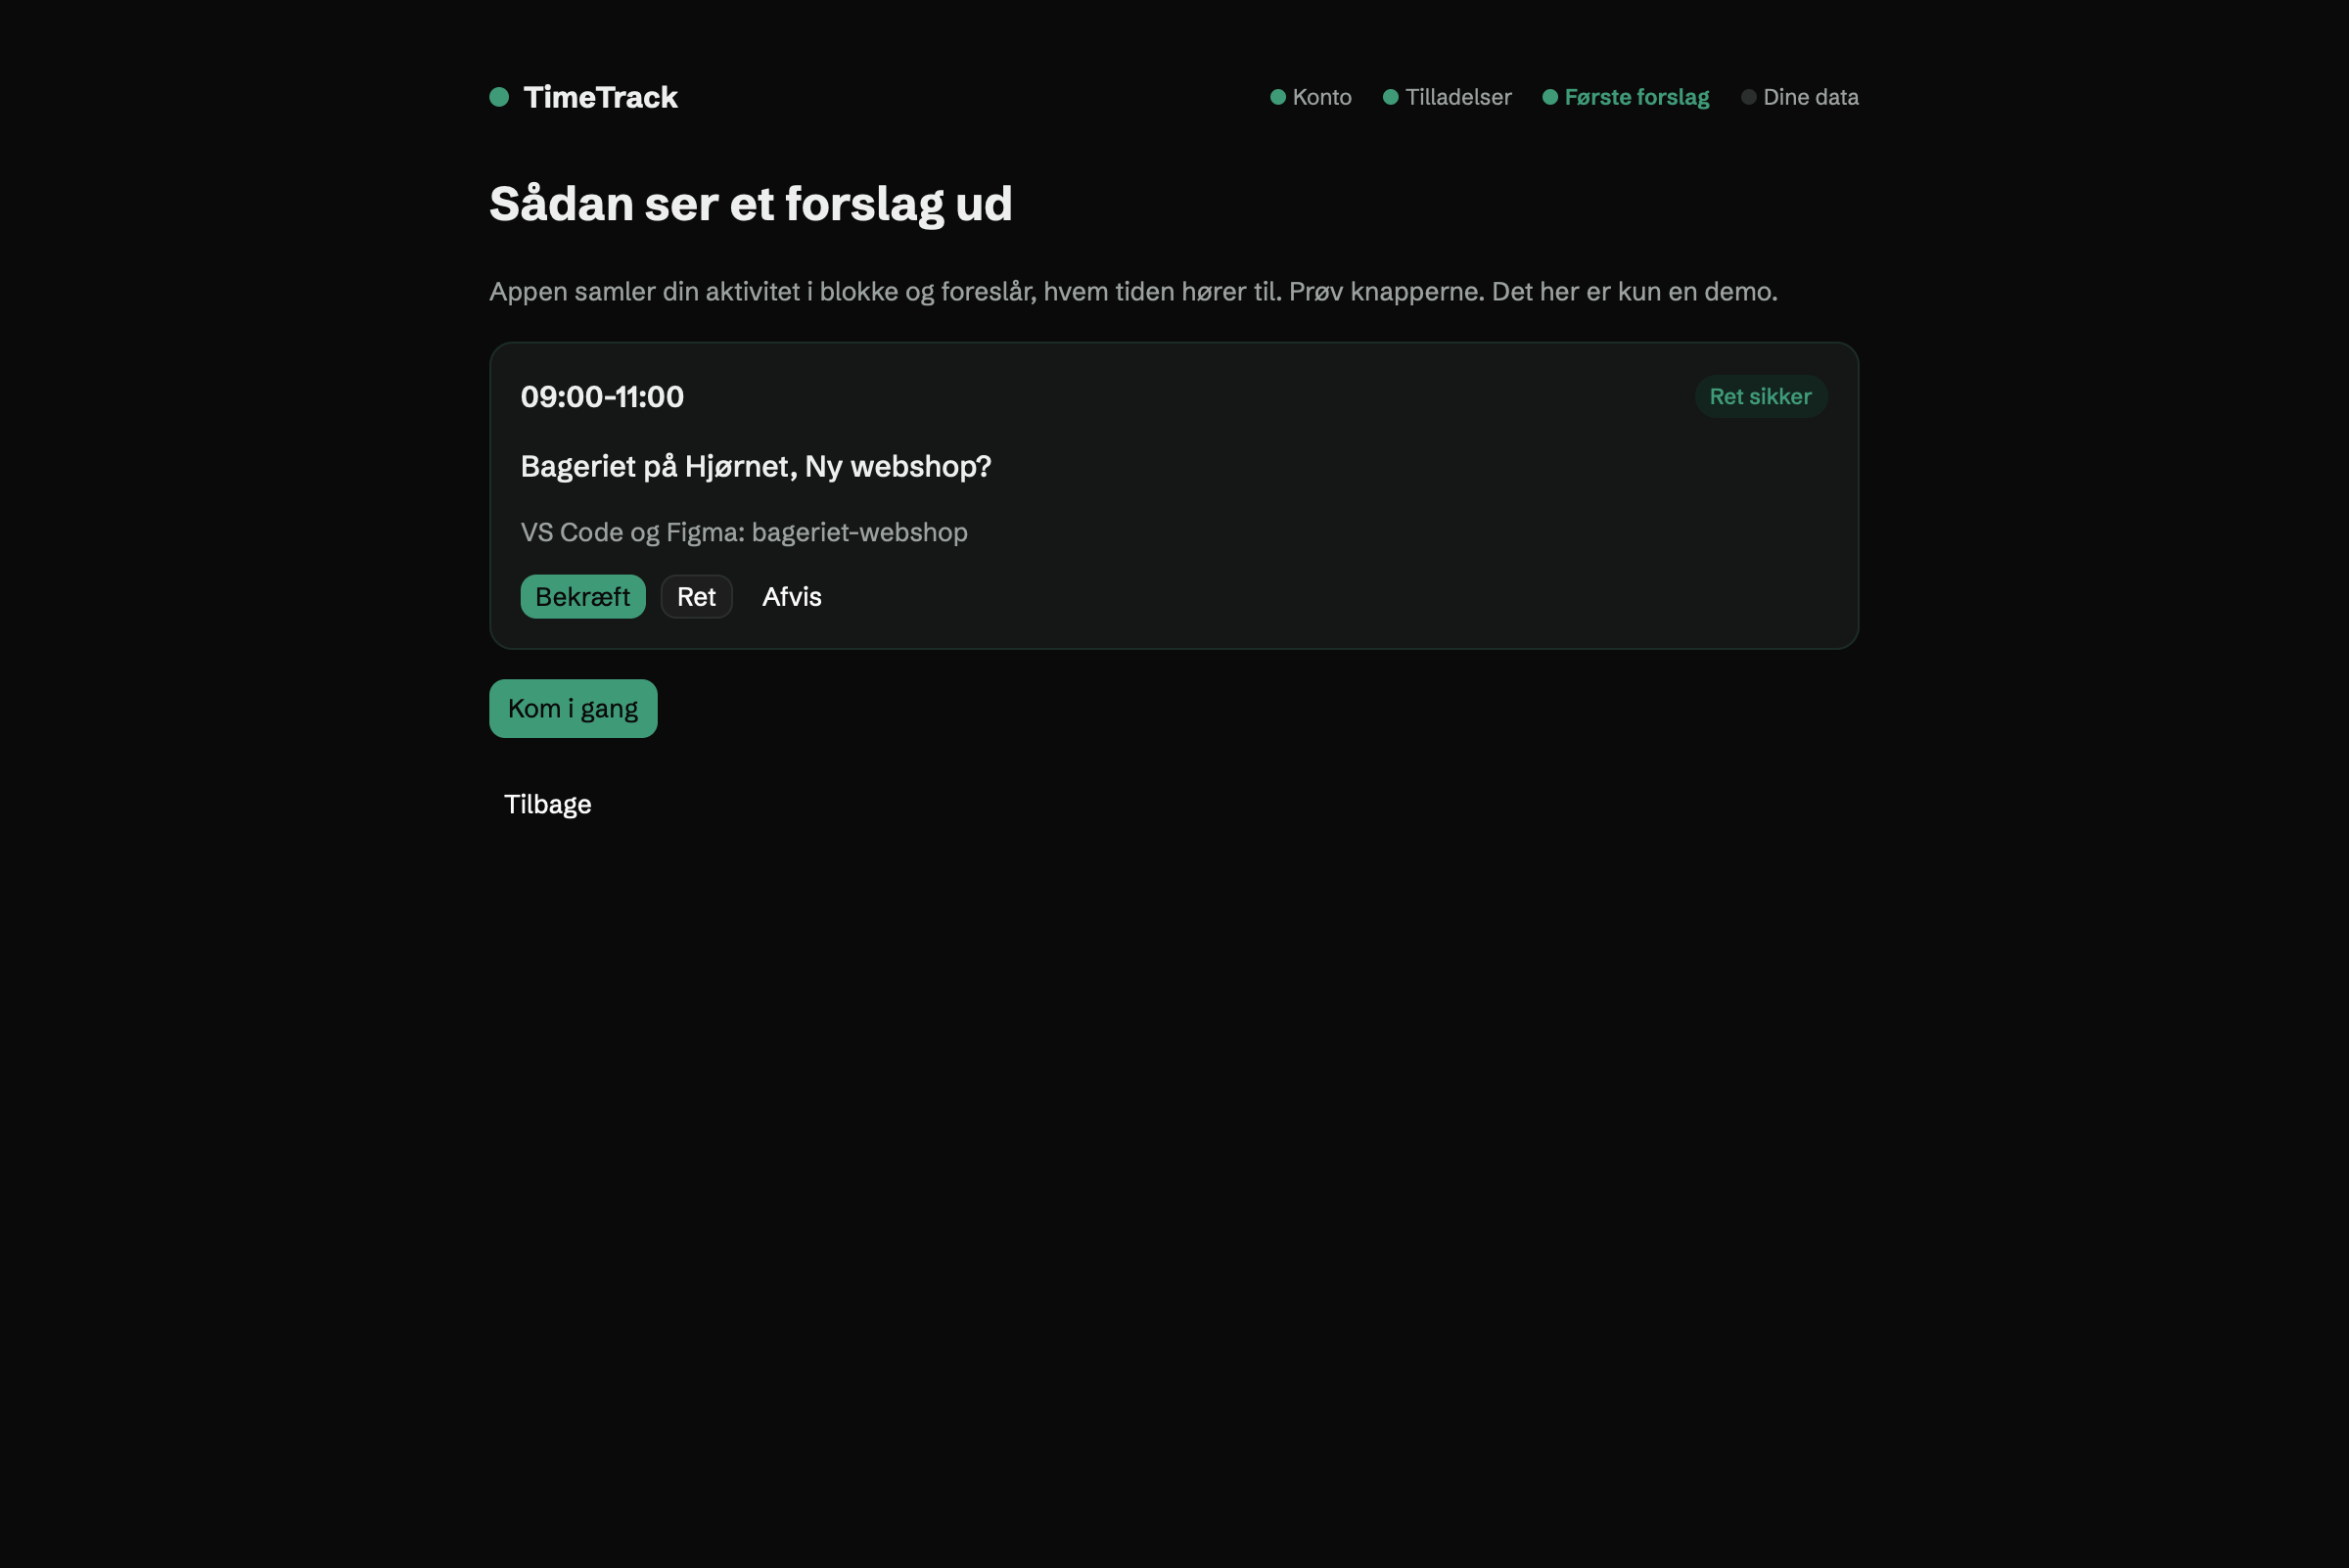 TimeTrack
Konto Tilladelser Første forslag Dine data
Sådan ser et forslag ud
Appen samler din aktivitet i blokke og foreslår, hvem tiden hører til. Prøv knapperne. Det her er kun en demo.
09:00-11:00
Ret sikker
Bageriet på Hjørnet, Ny webshop?
VS Code og Figma: bageriet-webshop
Bekræft Ret Afvis
Kom i gang
Tilbage